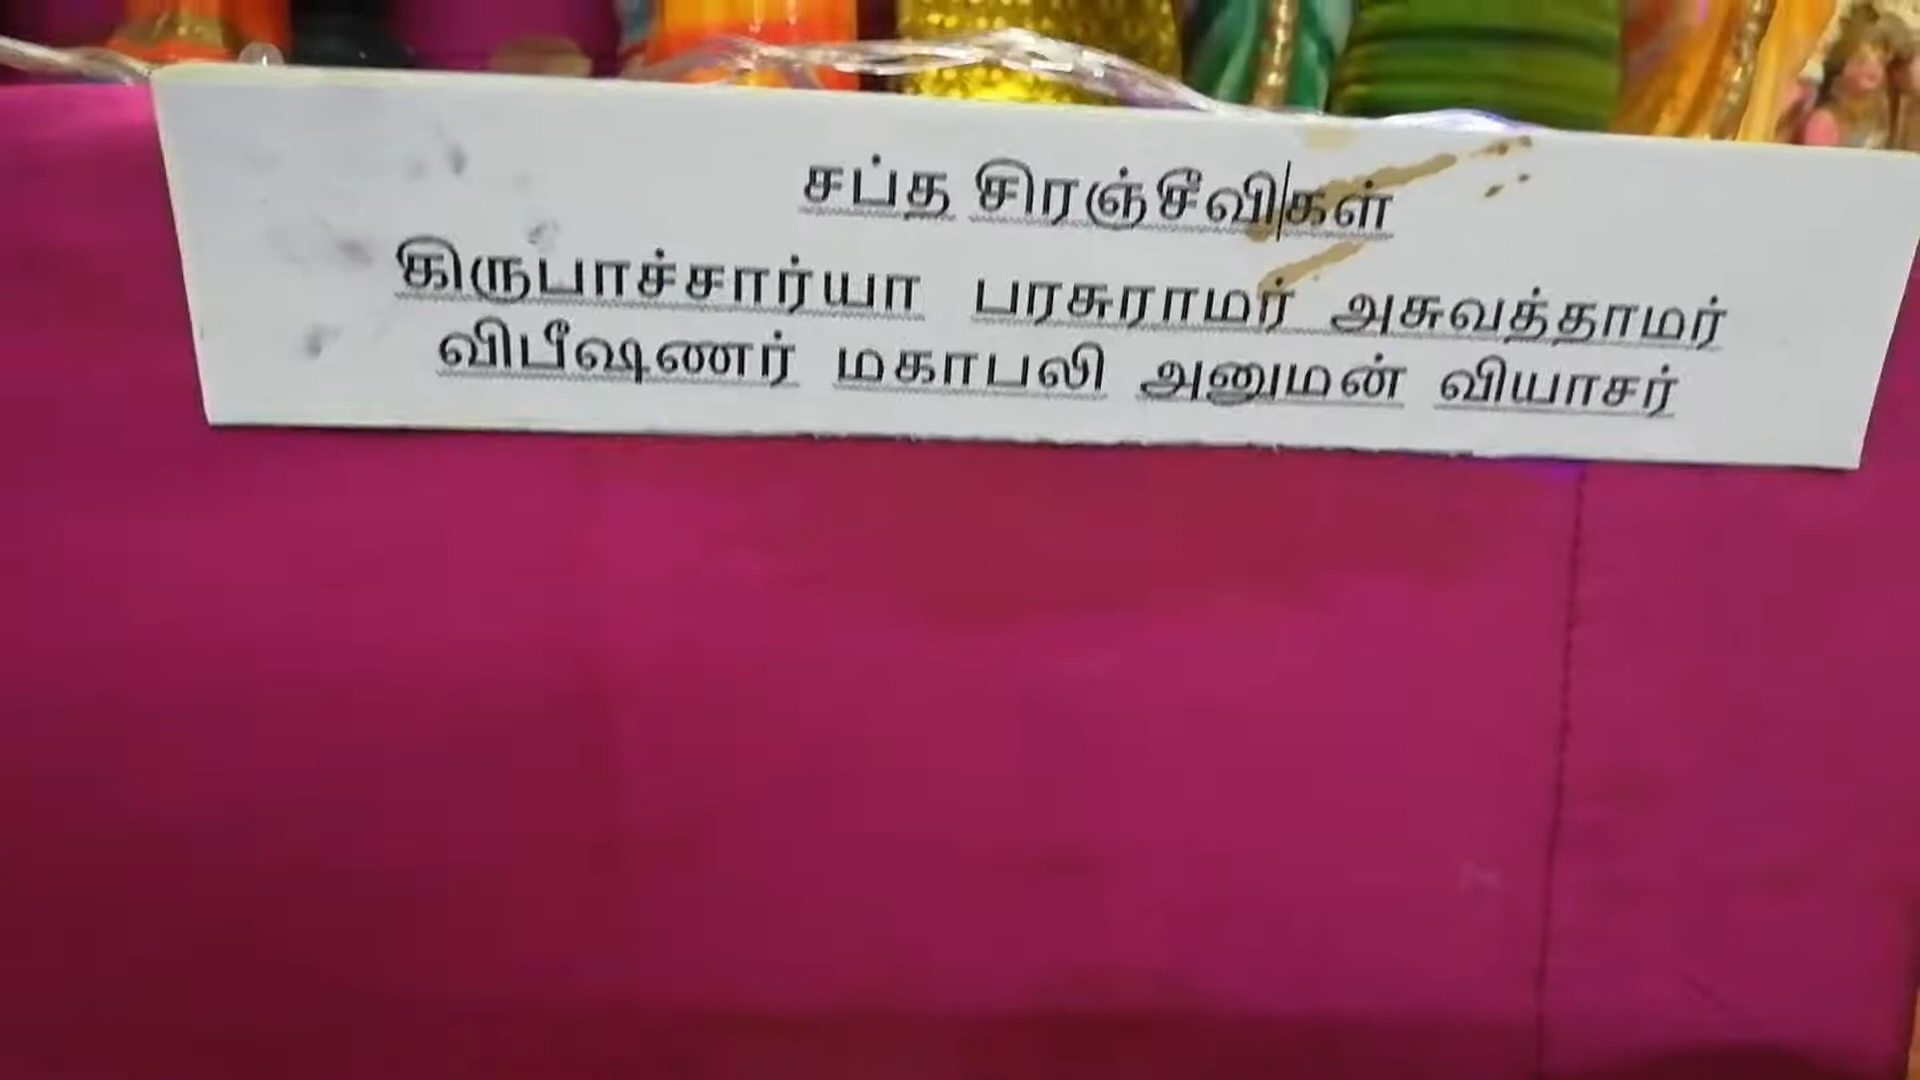 சப்த சிரஞ்சீவிகள்
கிருபாச்சார்யா பரசுராமர் அசுவத்தாமர்
விபீஷணர் மகாபலி அனுமன் வியாசர்